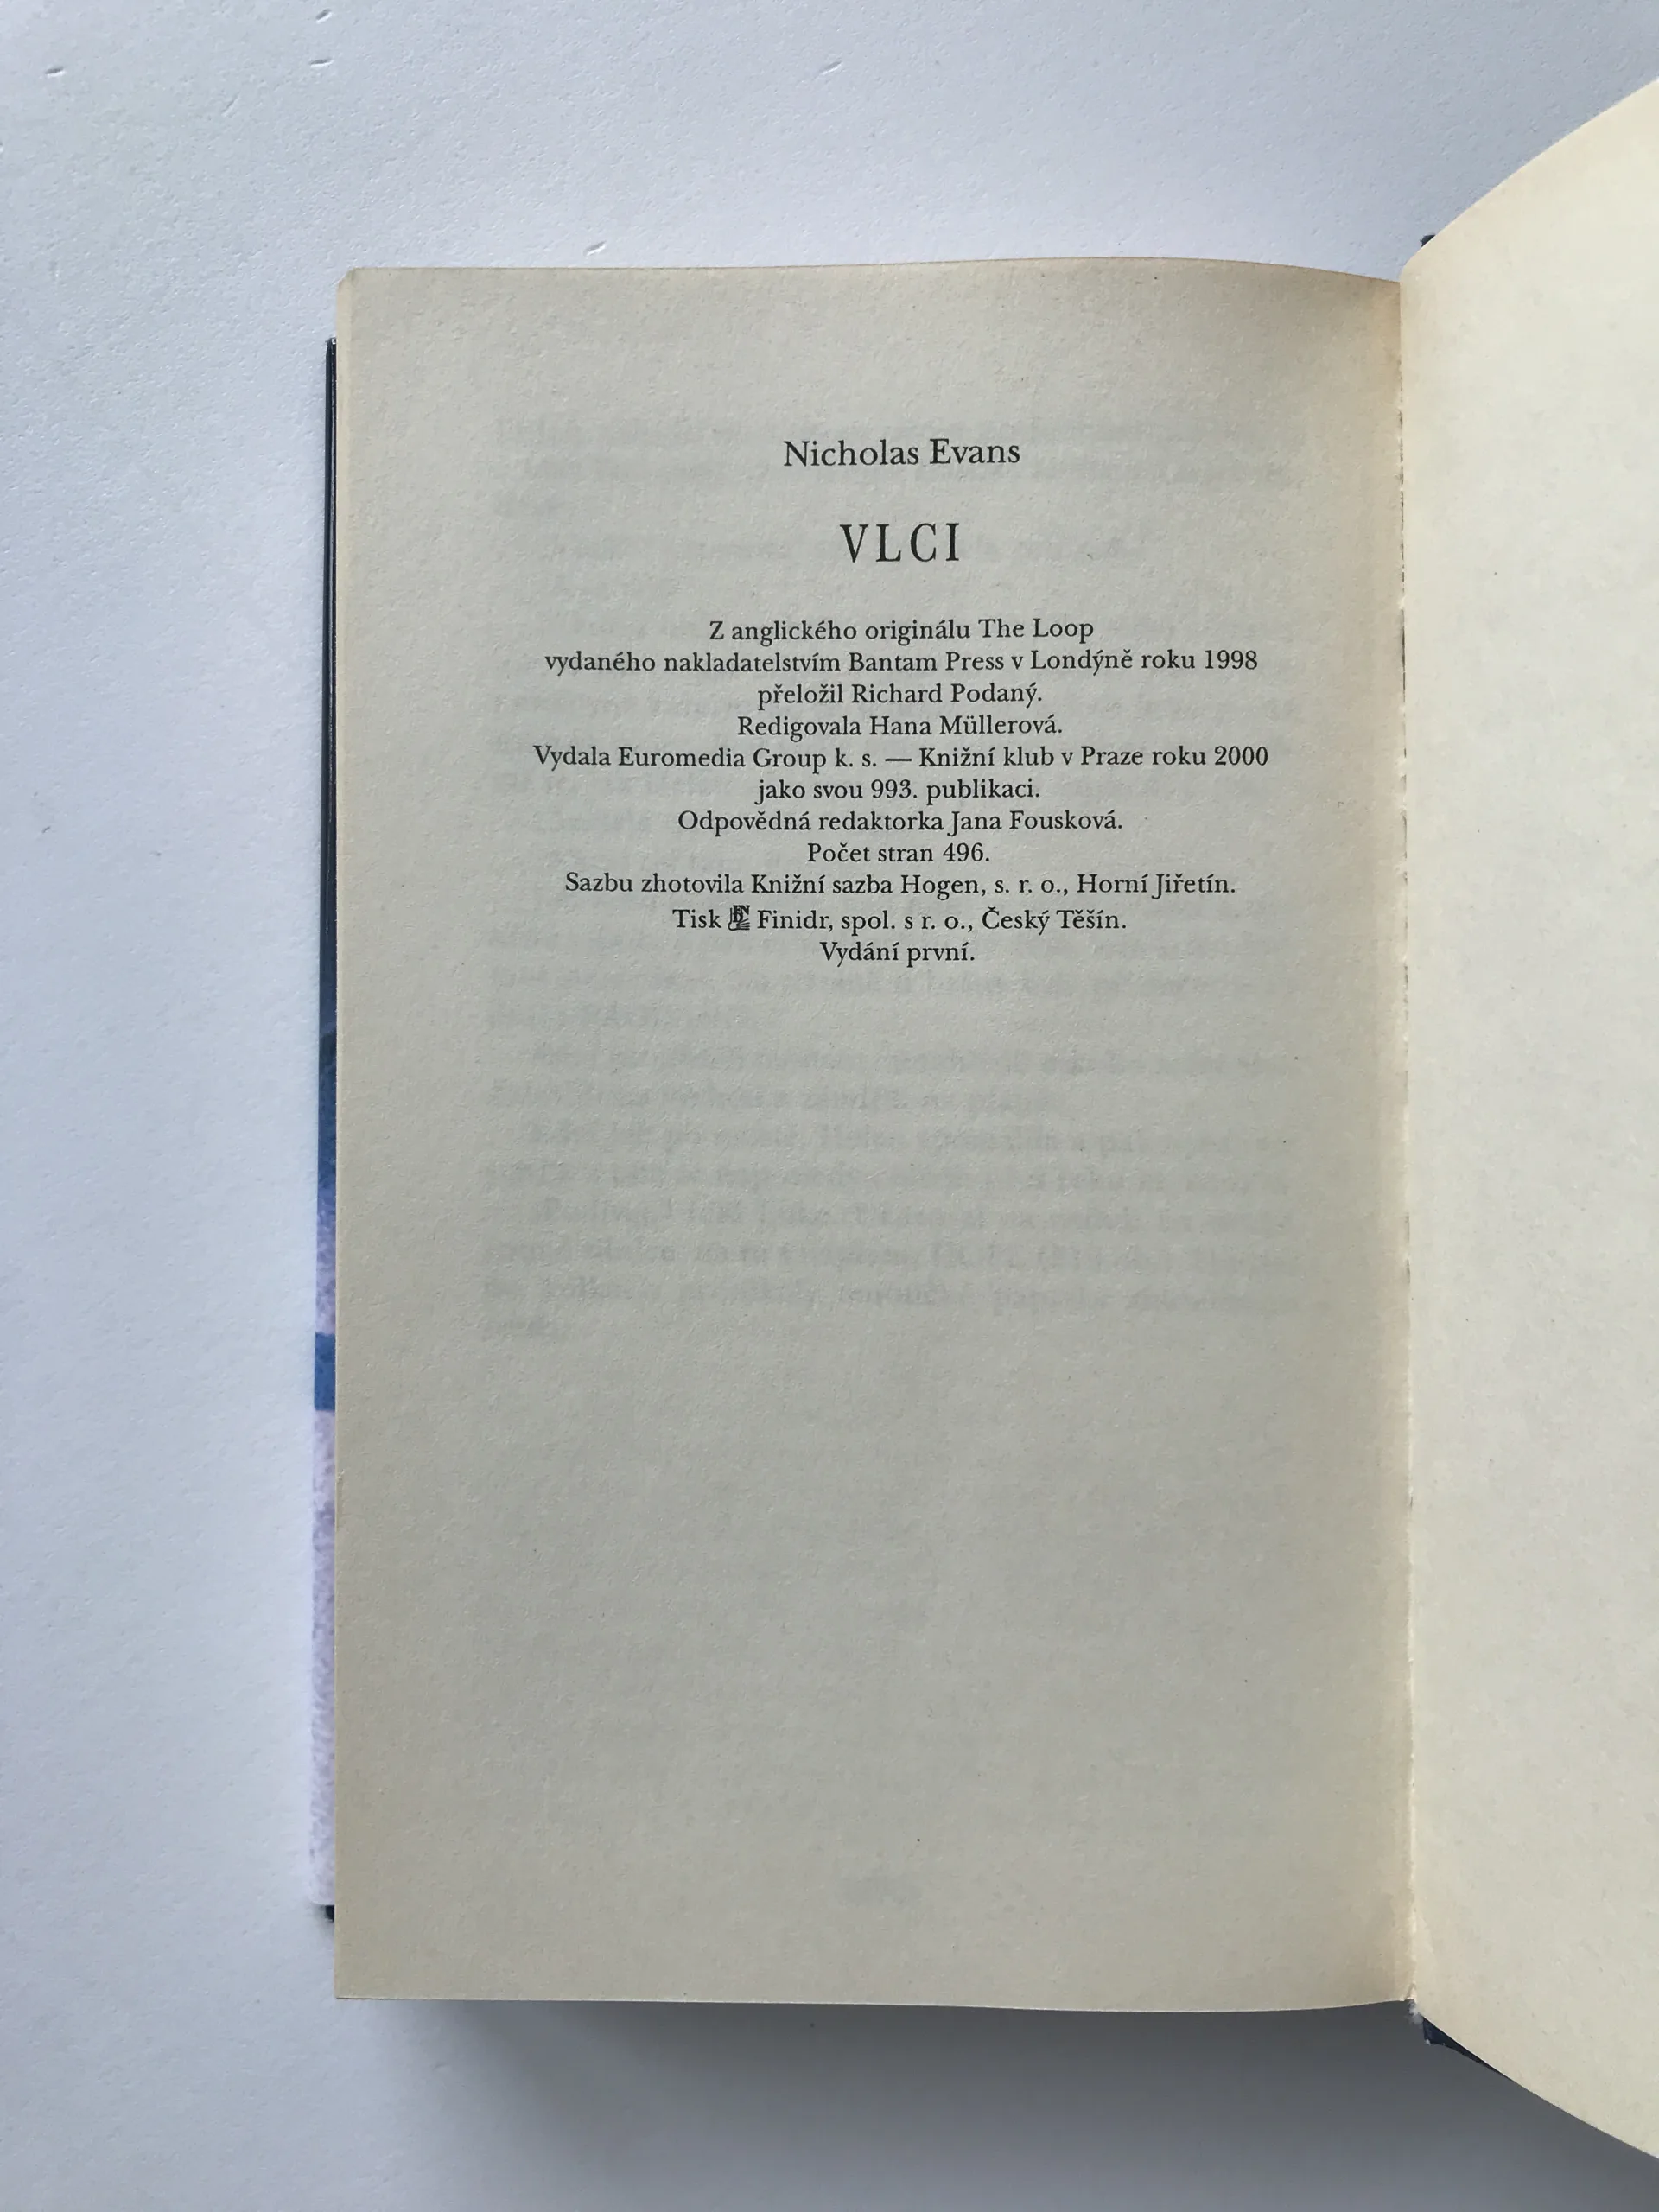 Nicholas Evans
VLCI
Z anglického originálu The Loop
vydaného nakladatelstvím Bantam Press v Londýně roku 1998
přeložil Richard Podaný.
Redigovala Hana Müllerová.
Vydala Euromedia Group k. s. — Knižní klub v Praze roku 2000
jako svou 993. publikaci.
Odpovědná redaktorka Jana Fousková.
Počet stran 496.
Sazbu zhotovila Knižní sazba Hogen, s. r. o., Horní Jiřetín.
Tisk Finidr, spol. s r. o., Český Těšín.
Vydání první.